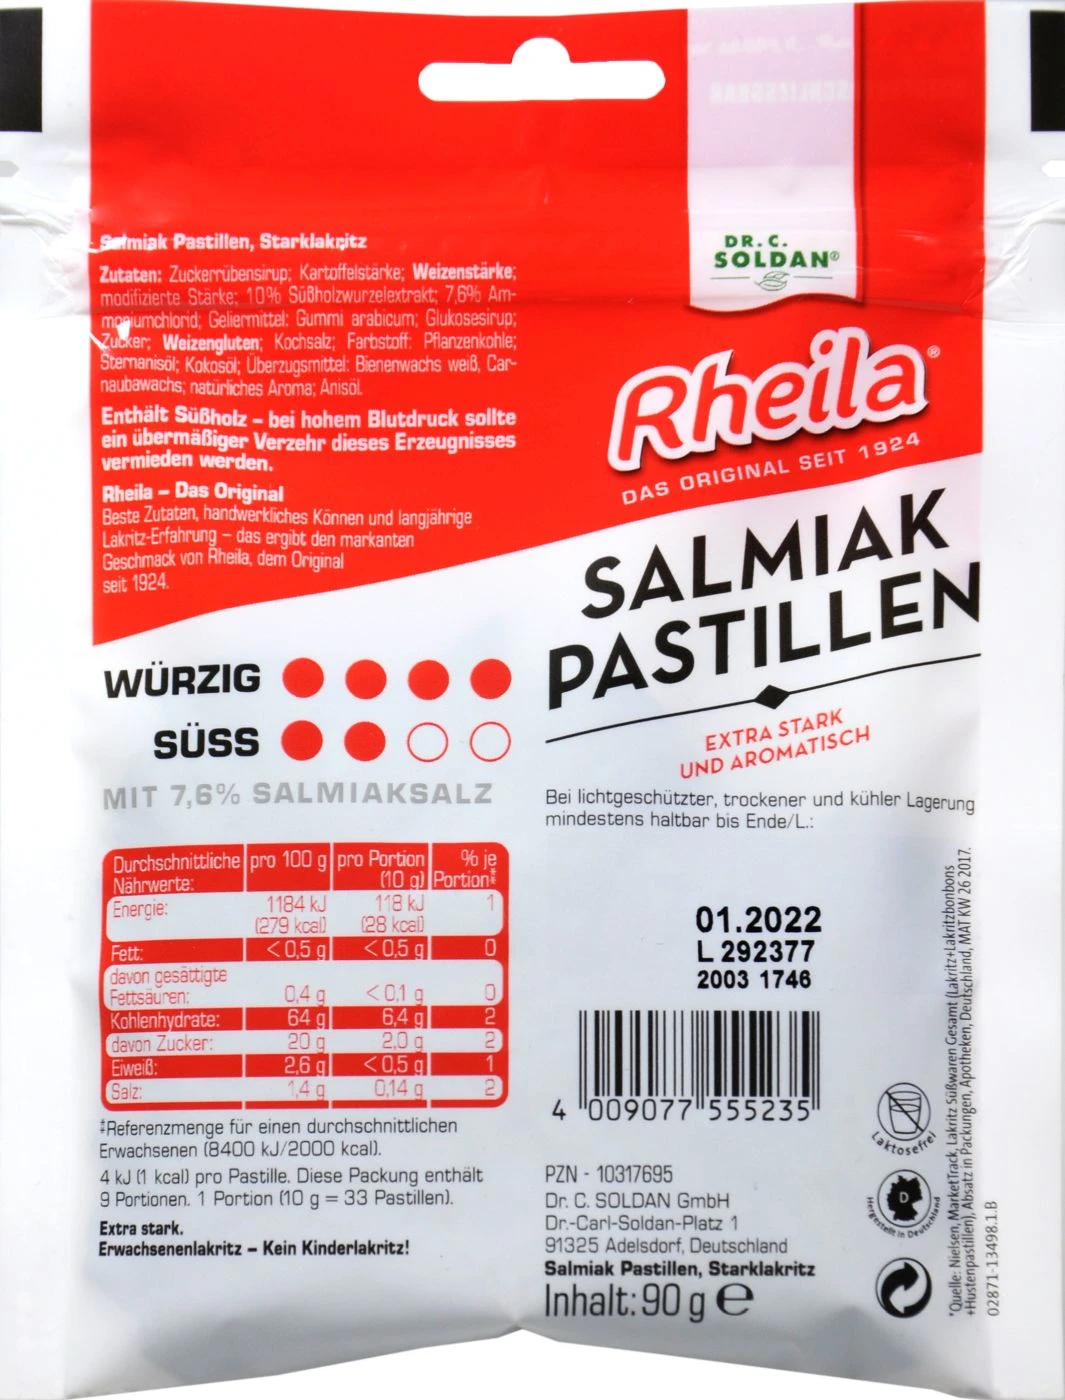 DR. C.
SOLDAN®
Salmiak Pastillen, Starklakritz
Zutaten: Zuckerrübensirup; Kartoffelstärke; Weizenstärke;
modifizierte Stärke; 10% Süßholzwurzelextrakt; 7,6% Am-
moniumchlorid; Geliermittel: Gummi arabicum; Glukosesirup;
Zucker; Weizengluten; Kochsalz; Farbstoff: Pflanzenkohle;
Sternanisöl; Kokosöl; Überzugsmittel: Bienenwachs weiß, Car-
naubawachs; natürliches Aroma; Anisöl.
Enthält Süßholz – bei hohem Blutdruck sollte
ein übermäßiger Verzehr dieses Erzeugnisses
vermieden werden.
Rheila – Das Original
Beste Zutaten, handwerkliches Können und langjährige
Lakritz-Erfahrung – das ergibt den markanten
Geschmack von Rheila, dem Original
seit 1924.
Rheila®
DAS ORIGINAL SEIT 1924
SALMIAK
PASTILLEN
EXTRA STARK
UND AROMATISCH
WÜRZIG
SÜSS
MIT 7,6% SALMIAKSALZ
Durchschnittliche Nährwerte: pro 100 g pro Portion (10 g) % je Portion‡
Energie: 1184 kJ (279 kcal) 118 kJ (28 kcal) 1
Fett: < 0,5 g < 0,5 g 0
davon gesättigte Fettsäuren: 0,4 g < 0,1 g 0
Kohlenhydrate: 64 g 6,4 g 2
davon Zucker: 20 g 2,0 g 2
Eiweiß: 2,6 g < 0,5 g 1
Salz: 1,4 g 0,14 g 2
‡Referenzmenge für einen durchschnittlichen
Erwachsenen (8400 kJ/2000 kcal).
4 kJ (1 kcal) pro Pastille. Diese Packung enthält
9 Portionen. 1 Portion (10 g = 33 Pastillen).
Extra stark.
Erwachsenenlakritz – Kein Kinderlakritz!
Bei lichtgeschützter, trockener und kühler Lagerung
mindestens haltbar bis Ende/L.:
01.2022
L 292377
2003 1746
4 009077 555235
PZN - 10317695
Dr. C. SOLDAN GmbH
Dr.-Carl-Soldan-Platz 1
91325 Adelsdorf, Deutschland
Salmiak Pastillen, Starklakritz
Inhalt: 90 g e
Laktosefrei
D
Hergestellt in Deutschland
*Quelle: Nielsen, MarketTrack, Lakritz Süßwaren Gesamt (Lakritz+Lakritzbonbons
+Hustenpastillen), Absatz in Packungen, Apotheken, Deutschland, MAT KW 26 2017.
02871-13498.1.B